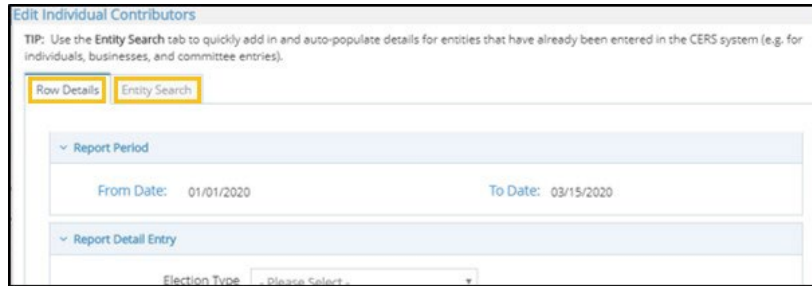 Edit Individual Contributors
TIP: Use the Entity Search tab to quickly add in and auto-populate details for entities that have already been entered in the CERS system (e.g. for
individuals, businesses, and committee entries).
Row Details Entity Search
Report Period
From Date: 01/01/2020 To Date: 03/15/2020
Report Detail Entry
Election Type - Please Select -